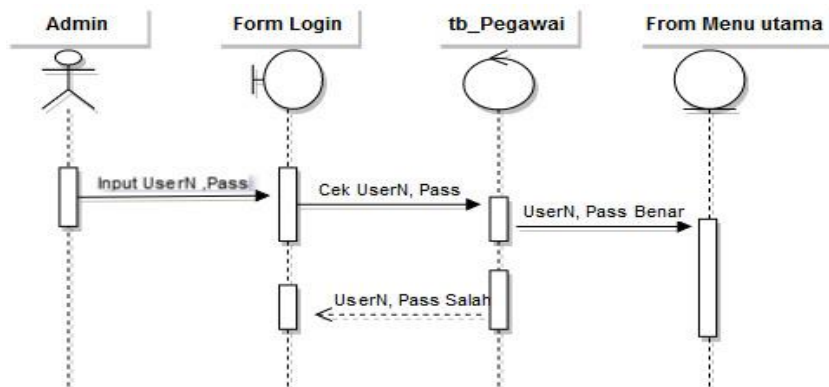 Admin
Form Login
tb_Pegawai
From Menu utama
Input UserN ,Pass
Cek UserN, Pass
UserN, Pass Benar
UserN, Pass Salah